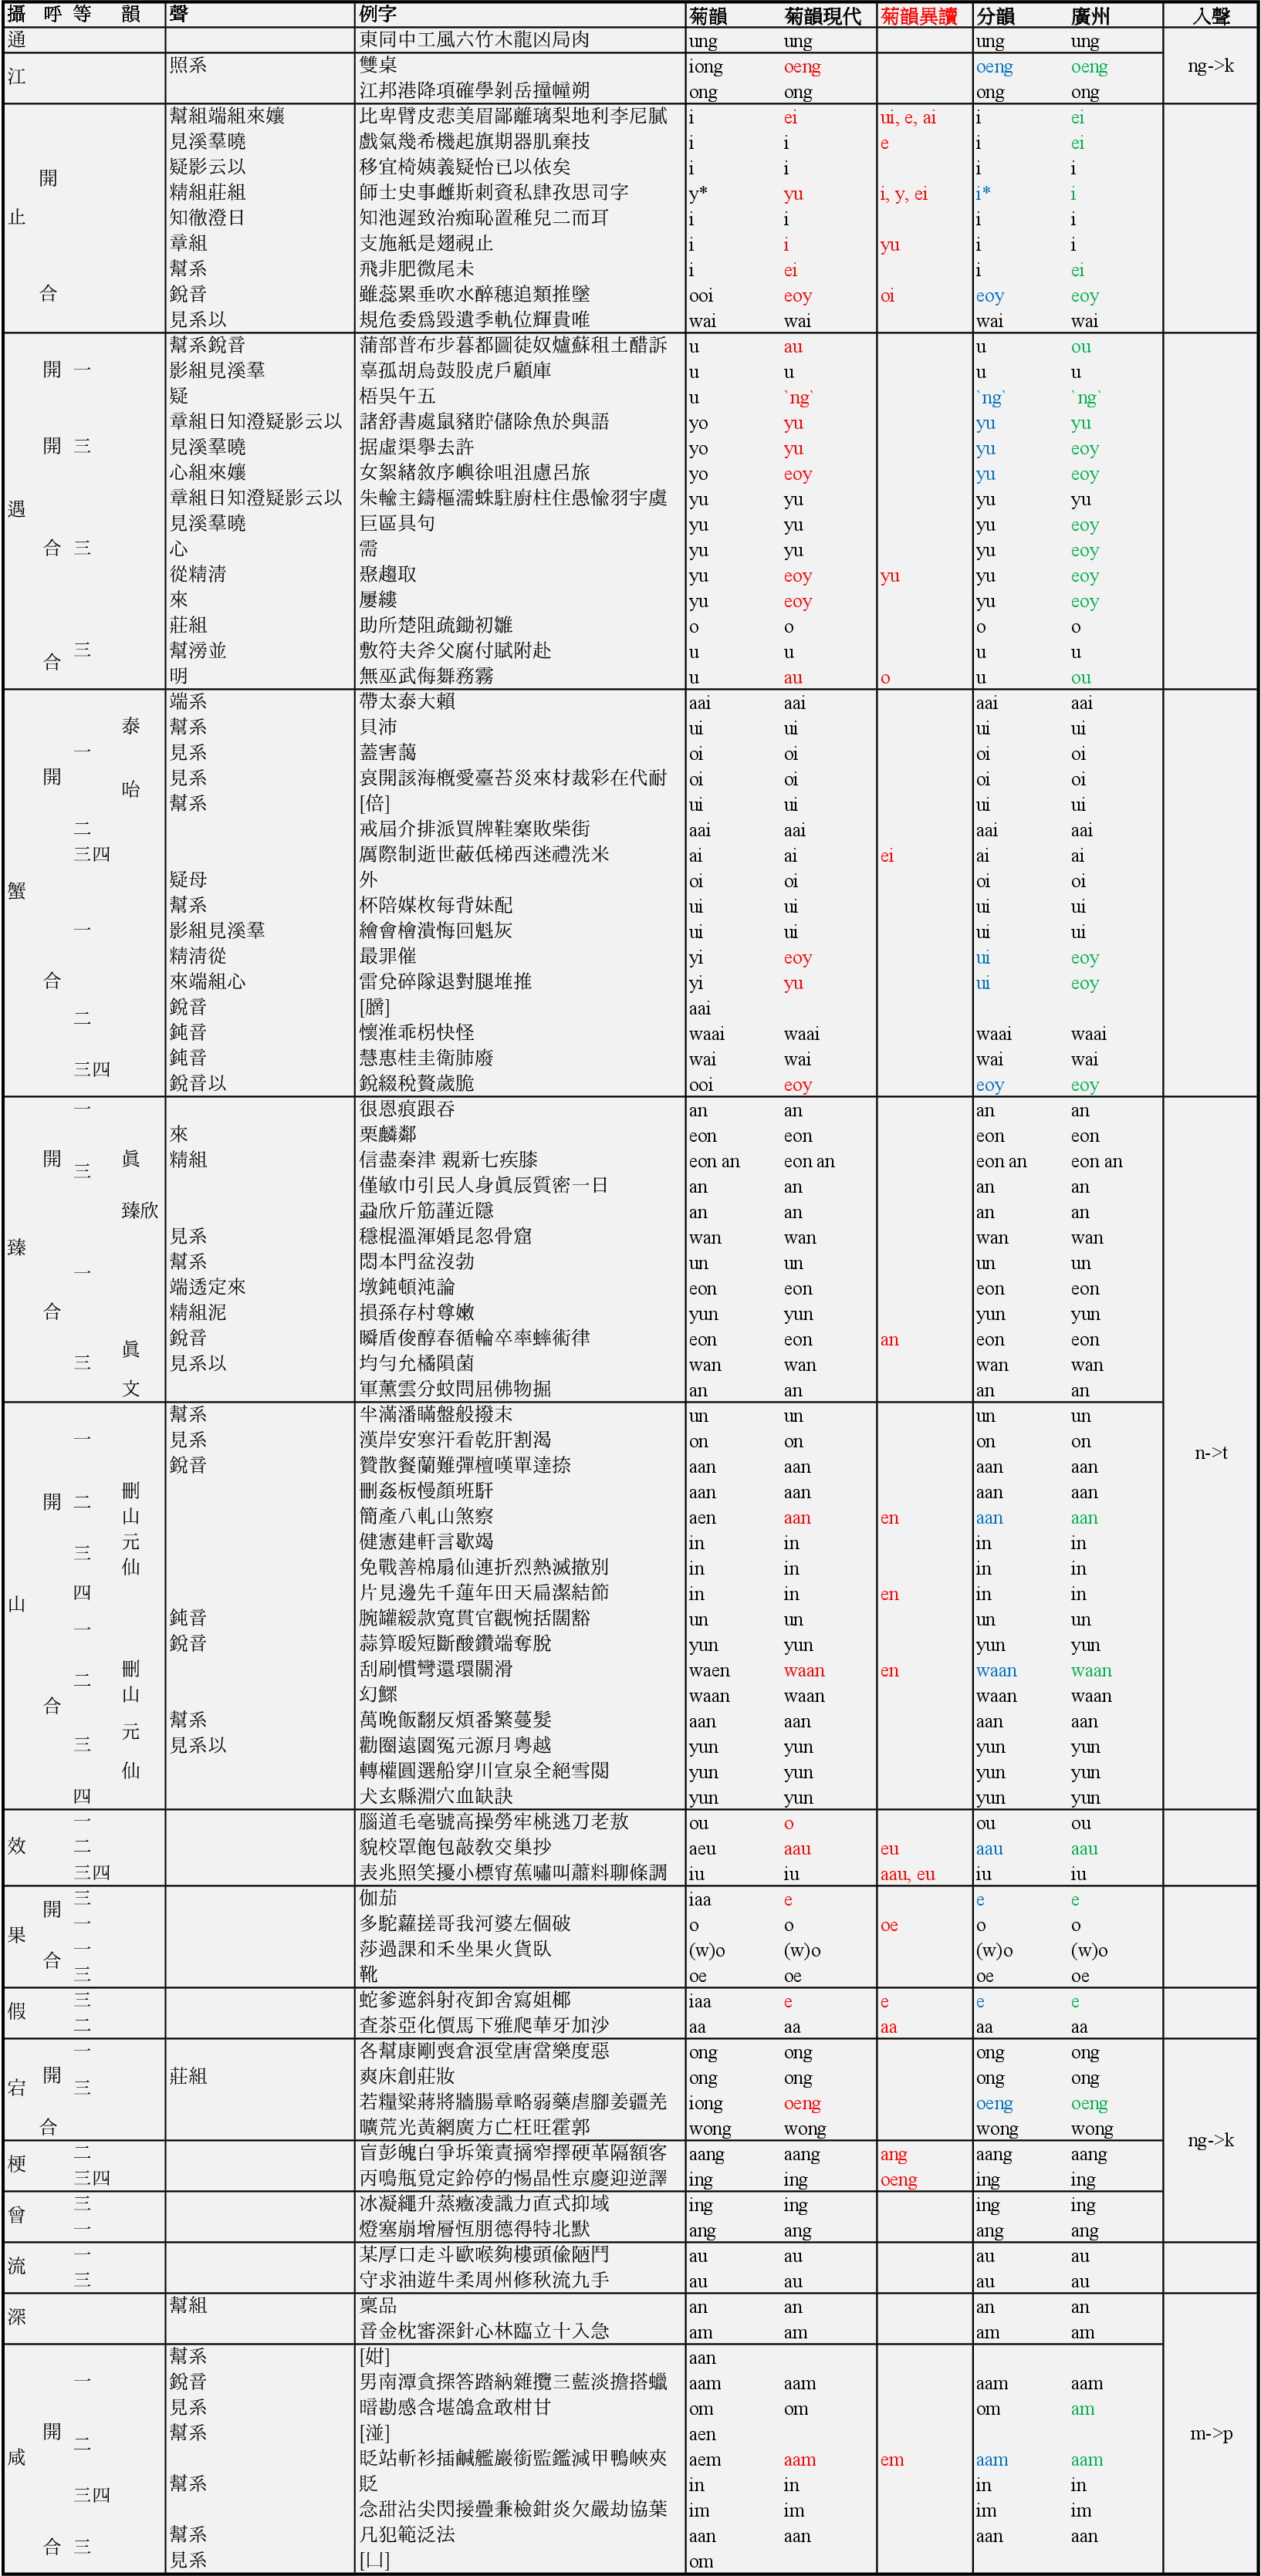 攝 呼 等 韻 聲 例字 菊韻 菊韻現代 菊韻異讀 分韻 廣州 入聲
通 東同中工風六竹木龍凶局肉 ung ung ung ung
江 照系 雙桌 iong oeng oeng oeng ng->k
江邦港降項確學剝岳撞幢朔 ong ong ong ong
幫組端組來孃 比卑臂皮悲美眉鄙離璃梨地利李尼膩 i ei ui, e, ai i ei
見溪羣曉 戲氣幾希機起旗期器肌棄技 i i e i ei
開 疑影云以 移宜椅姨義疑怡已以依矣 i i i i
精組莊組 師士史事雌斯刺資私肆孜思司字 y* yu i, y, ei i* i
止 知徹澄日 知池遲致治痴恥置稚兒二而耳 i i i i
章組 支施紙是翅視止 i i yu i i
幫系 飛非肥微尾未 i ei i ei
合 銳音 雖蕊累垂吹水醉穗追類推墜 ooi eoy oi eoy eoy
見系以 規危委爲毀遺季軌位輝貴唯 wai wai wai wai
幫系銳音 蒲部普布步暮都圖徒奴爐蘇租土醋訴 u au u ou
開 一 影組見溪羣 辜孤胡烏鼓股虎戶顧庫 u u u u
疑 梧吳午五 u `ng` `ng` `ng`
章組日知澄疑影云以 諸舒書處鼠豬貯儲除魚於與語 yo yu yu yu
開 三 見溪羣曉 据虛渠舉去許 yo yu yu eoy
心組來孃 女絮緒敘序嶼徐咀沮慮呂旅 yo eoy yu eoy
遇 章組日知澄疑影云以 朱輸主鑄樞濡蛛駐廚柱住愚愉羽宇虞 yu yu yu yu
見溪羣曉 巨區具句 yu yu yu eoy
合 三 心 需 yu yu yu eoy
從精淸 聚趨取 yu eoy yu yu eoy
來 屢縷 yu eoy yu eoy
莊組 助所楚阻疏鋤初雛 o o o o
合 三 幫滂並 敷符夫斧父腐付賦附赴 u u u u
明 無巫武侮舞務霧 u au o u ou
端系 帶太泰大賴 aai aai aai aai
泰 幫系 貝沛 ui ui ui ui
一 見系 蓋害藹 oi oi oi oi
開 咍 見系 哀開該海概愛臺苔災來材裁彩在代耐 oi oi oi oi
幫系 [倍] ui ui ui ui
二 戒屆介排派買牌鞋寨敗柴街 aai aai aai aai
三四 厲際制逝世蔽低梯西迷禮洗米 ai ai ei ai ai
蟹 疑母 外 oi oi oi oi
幫系 杯陪媒枚每背妹配 ui ui ui ui
一 影組見溪羣 繪會檜潰悔回魁灰 ui ui ui ui
精淸從 最罪催 yi eoy ui eoy
合 來端組心 雷兌碎隊退對腿堆推 yi yu ui eoy
二 銳音 aai
鈍音 懷淮乖枴快怪 waai waai waai waai
三四 鈍音 慧惠桂圭衛肺廢 wai wai wai wai
銳音以 銳綴稅贅歲脆 ooi eoy eoy eoy
一 很恩痕跟吞 an an an an
來 栗麟鄰 eon eon eon eon
開 三 眞 精組 信盡秦津 親新七疾膝 eon an eon an eon an eon an
僅敏巾引民人身眞辰質密一日 an an an an
臻欣 蝨欣斤筋謹近隱 an an an an
臻 見系 穩棍溫渾婚昆忽骨窟 wan wan wan wan
一 幫系 悶本門盆沒勃 un un un un
端透定來 墩鈍頓沌論 eon eon eon eon
合 精組泥 損孫存村尊嫩 yun yun yun yun
眞 銳音 瞬盾俊醇春循輪卒率蟀術律 eon eon an eon eon
三 見系以 均勻允橘隕菌 wan wan wan wan
文 軍薰雲分蚊問屈佛物掘 an an an an
幫系 半滿潘瞞盤般撥末 un un un un
一 見系 漢岸安寒汗看乾肝割渴 on on on on n->t
銳音 贊散餐蘭難彈檀嘆單達捺 aan aan aan aan
開 二 刪 刪姦板慢顏班馯 aan aan aan aan
山 簡產八軋山煞察 aen aan en aan aan
三 元 健憲建軒言歇竭 in in in in
仙 免戰善棉扇仙連折烈熱滅撤別 in in in in
山 四 片見邊先千蓮年田天扁潔結節 in in en in in
一 鈍音 腕罐緩款寬貫官觀惋括闊豁 un un un un
銳音 蒜算暖短斷酸鑽端奪脫 yun yun yun yun
二 刪 刮刷慣彎還環關滑 waen waan en waan waan
合 山 幻鰥 waan waan waan waan
元 幫系 萬晚飯翻反煩番繁蔓髮 aan aan aan aan
三 見系以 勸圈遠園冤元源月粵越 yun yun yun yun
仙 轉權圓選船穿川宣泉全絕雪閱 yun yun yun yun
四 犬玄縣淵穴血缺訣 yun yun yun yun
一 腦道毛毫號高操勞牢桃逃刀老敖 ou o ou ou
效 二 貌校罩飽包敲敎交巢抄 aeu aau eu aau aau
三四 表兆照笑擾小標宵蕉嘯叫蕭料聊條調 iu iu aau, eu iu iu
開 三 伽茄 iaa e e e
果 一 多駝蘿搓哥我河婆左個破 o o oe o o
合 一 莎過課和禾坐果火貨臥 (w)o (w)o (w)o (w)o
三 靴 oe oe oe oe
假 三 蛇爹遮斜射夜卸舍寫姐椰 iaa e e e e
二 查茶亞化價馬下雅爬華牙加沙 aa aa aa aa aa
一 各幫康剛喪倉浪堂唐當樂度惡 ong ong ong ong
宕 開 三 莊組 爽床創莊妝 ong ong ong ong
若糧梁蔣將牆腸章略弱藥虐腳姜疆羌 iong oeng oeng oeng
合 曠荒光黃網廣方亡枉旺霍郭 wong wong wong wong
梗 二 盲彭魄白爭坼策責摘窄擇硬革隔額客 aang aang ang aang aang ng->k
三四 丙鳴瓶覓定鈴停的惕晶性京慶迎逆譯 ing ing oeng ing ing
曾 三 冰凝繩升蒸癥凌識力直式抑域 ing ing ing ing
一 燈塞崩增層恆朋德得特北默 ang ang ang ang
流 一 某厚口走斗歐喉夠樓頭偸陋鬥 au au au au
三 守求油遊牛柔周州修秋流九手 au au au au
深 幫組 稟品 an an an an
音金枕審深針心林臨立十入急 am am am am
幫系 [姏] aan
一 銳音 男南潭貪探答踏納雜攬三藍淡擔搭蠟 aam aam aam aam
見系 暗勘感含堪鴿盒敢柑甘 om om om am
開 二 幫系 [湴] aen m->p
咸 眨站斬衫插鹹艦巖銜監鑑減甲鴨峽夾 aem aam em aam aam
三四 幫系 貶 in in in in
念甜沾尖閃接疊兼檢鉗炎欠嚴劫協葉 im im im im
合 三 幫系 凡犯範泛法 aan aan aan aan
見系 [凵] om